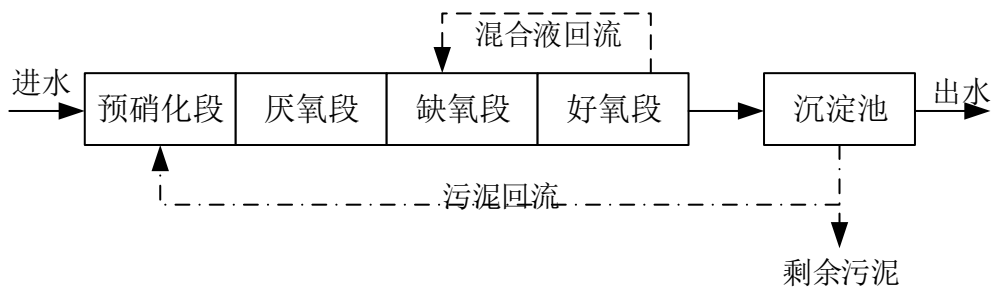 混合液回流
进水
预硝化段
厌氧段
缺氧段
好氧段
沉淀池
出水
污泥回流
剩余污泥